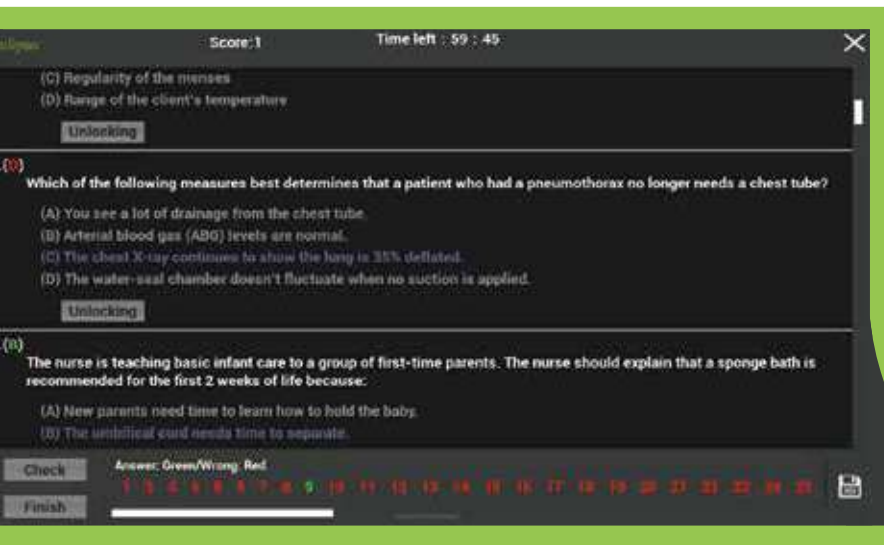 Score:1
Time left : 59 : 45
(C) Regularity of the menses
(D) Range of the client's temperature
Unlocking
(D)
Which of the following measures best determines that a patient who had a pneumothorax no longer needs a chest tube?
(A) You see a lot of drainage from the chest tube.
(B) Arterial blood gas (ABG) levels are normal.
(C) The chest X-ray continues to show the lung is 35% deflated.
(D) The water-seal chamber doesn't fluctuate when no suction is applied.
Unlocking
(B)
The nurse is teaching basic infant care to a group of first-time parents. The nurse should explain that a sponge bath is
recommended for the first 2 weeks of life because:
(A) New parents need time to learn how to hold the baby.
(B) The umbilical cord needs time to separate.
Check
Answer: Green/Wrong: Red
1 2 3 4 5 6 7 8 9 10 11 12 13 14 15 16 17 18 19 20 21 22 23 24 25
Finish